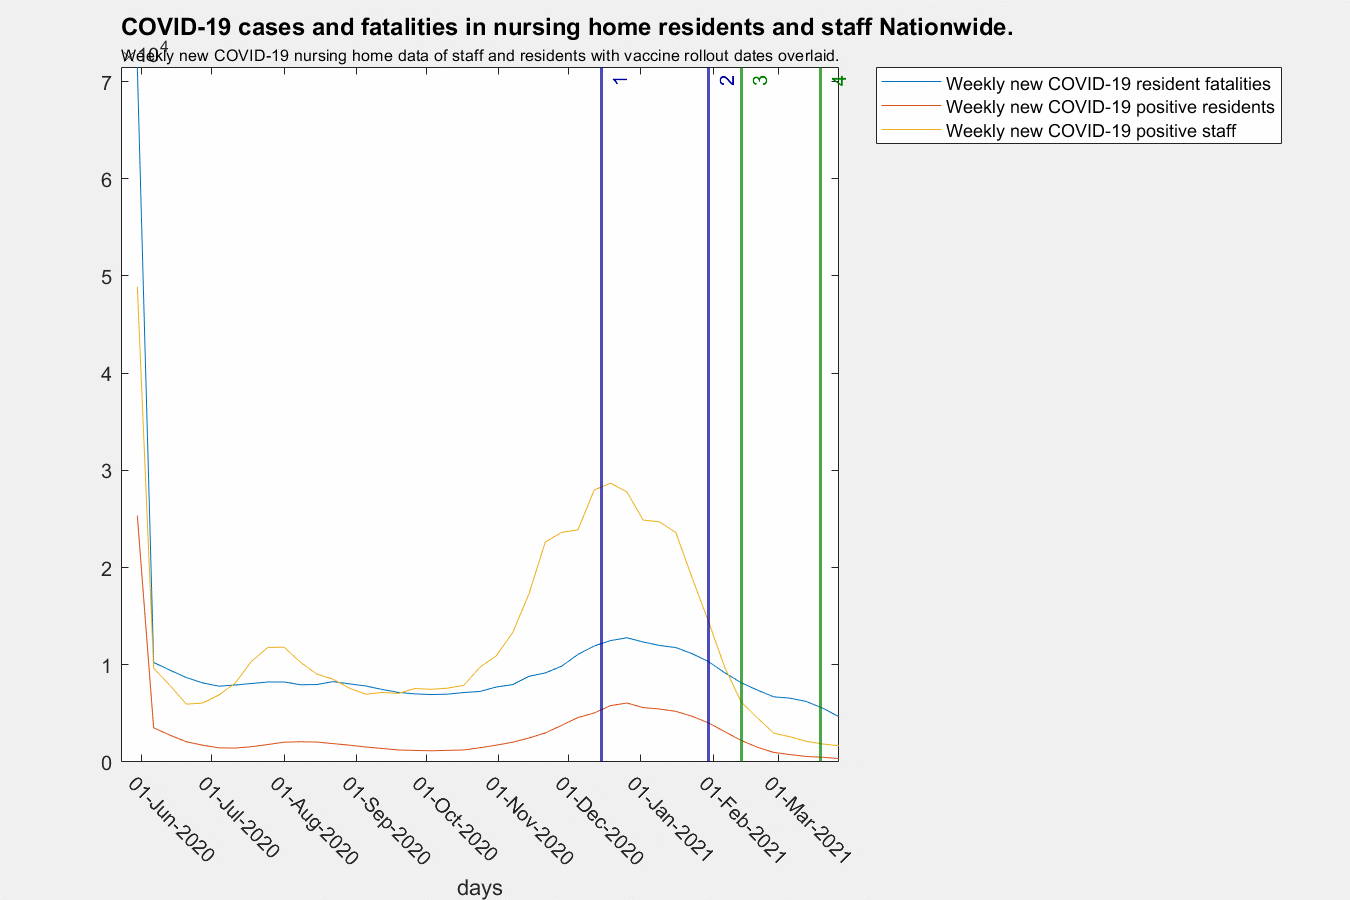 COVID-19 cases and fatalities in nursing home residents and staff Nationwide.
×10^4
Weekly new COVID-19 nursing home data of staff and residents with vaccine rollout dates overlaid.
7
6
5
4
3
2
1
0
1
2
3
4
Weekly new COVID-19 resident fatalities
Weekly new COVID-19 positive residents
Weekly new COVID-19 positive staff
01-Jun-2020
01-Jul-2020
01-Aug-2020
01-Sep-2020
01-Oct-2020
01-Nov-2020
01-Dec-2020
01-Jan-2021
01-Feb-2021
01-Mar-2021
days